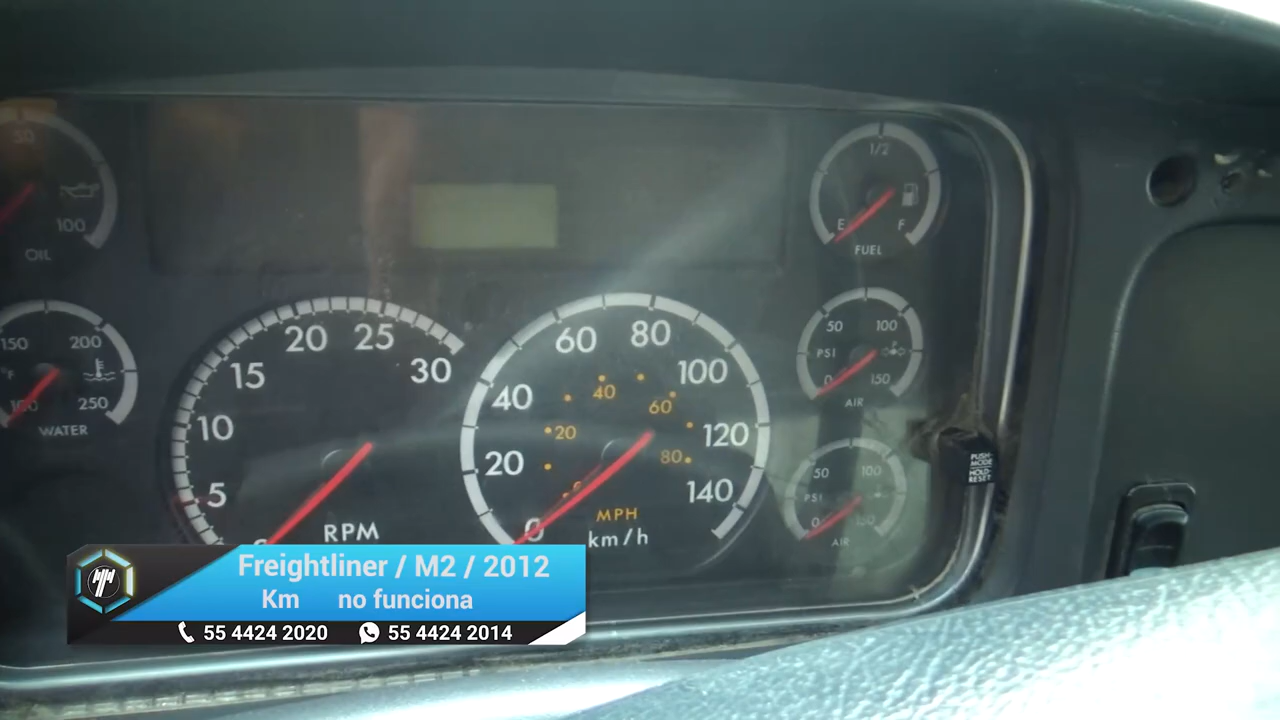 50
100
OIL
1/2
E F
FUEL
150 200
°F
100 250
WATER
5
10
15
20
25
30
RPM
0
20
40
60
80
100
120
140
20
40
60
80
MPH
km/h
50 100
PSI
0 150
AIR
50 100
PSI
0 150
AIR
PUSH-
MODE
HOLD-
RESET
Freightliner / M2 / 2012
Km no funciona
55 4424 2020 55 4424 2014